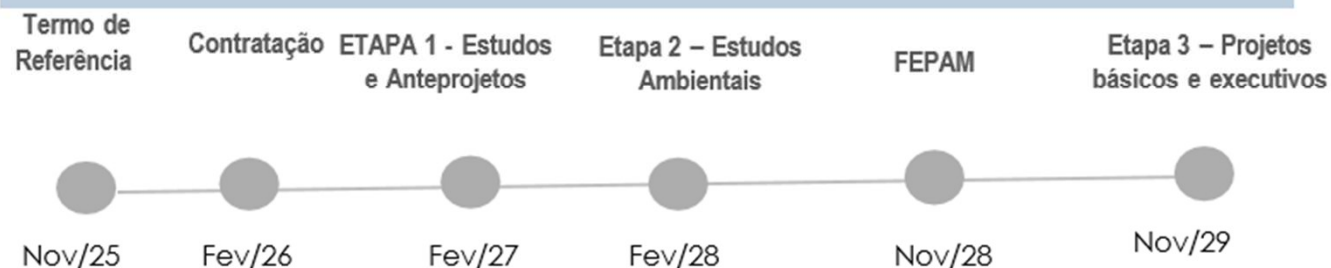 Termo de
Referência
Contratação
ETAPA 1 - Estudos
e Anteprojetos
Etapa 2 – Estudos
Ambientais
FEPAM
Etapa 3 – Projetos
básicos e executivos
Nov/25
Fev/26
Fev/27
Fev/28
Nov/28
Nov/29